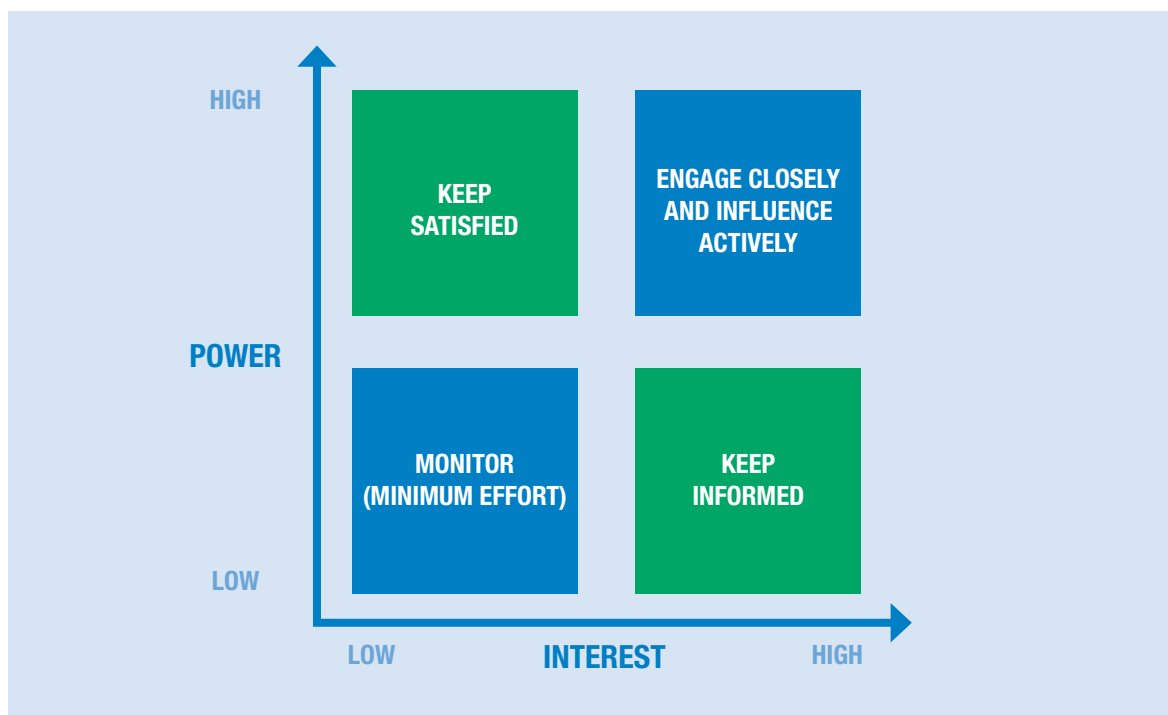 HIGH
KEEP
SATISFIED
ENGAGE CLOSELY
AND INFLUENCE
ACTIVELY
POWER
MONITOR
(MINIMUM EFFORT)
KEEP
INFORMED
LOW
LOW
INTEREST
HIGH